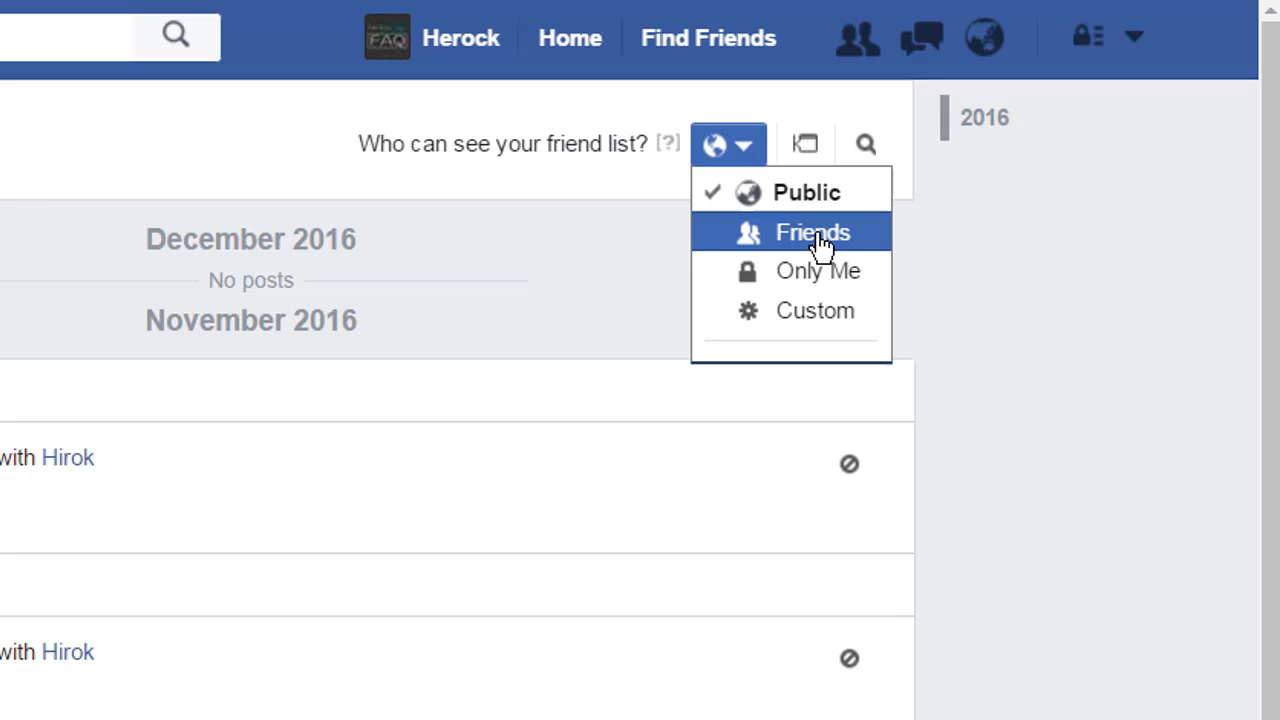 FAQ
Herock
Home
Find Friends
2016
Who can see your friend list? [?]
Public
Friends
Only Me
Custom
December 2016
No posts
November 2016
with Hirok
with Hirok